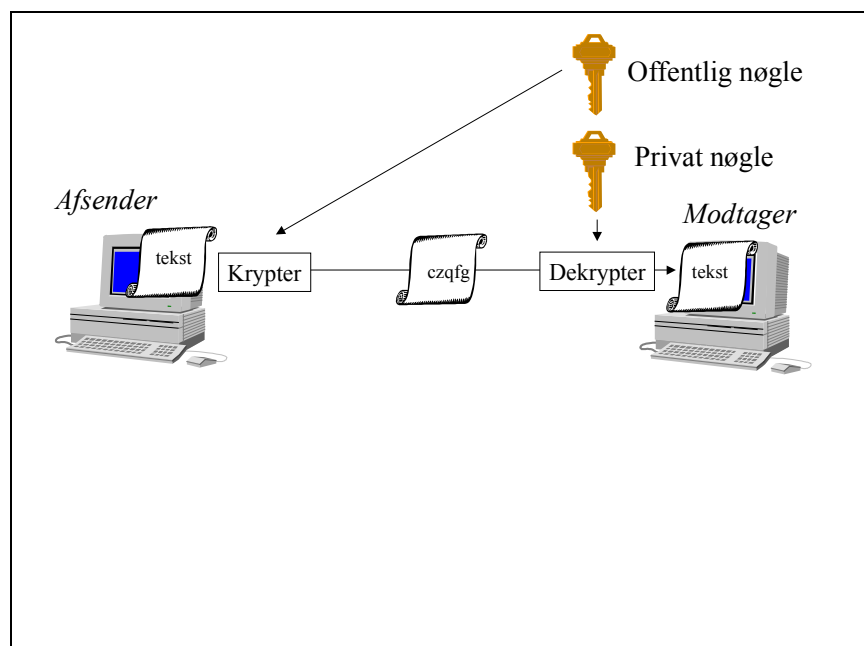 Offentlig nøgle
Privat nøgle
Afsender
Modtager
tekst
Krypter
czqfg
Dekrypter
tekst